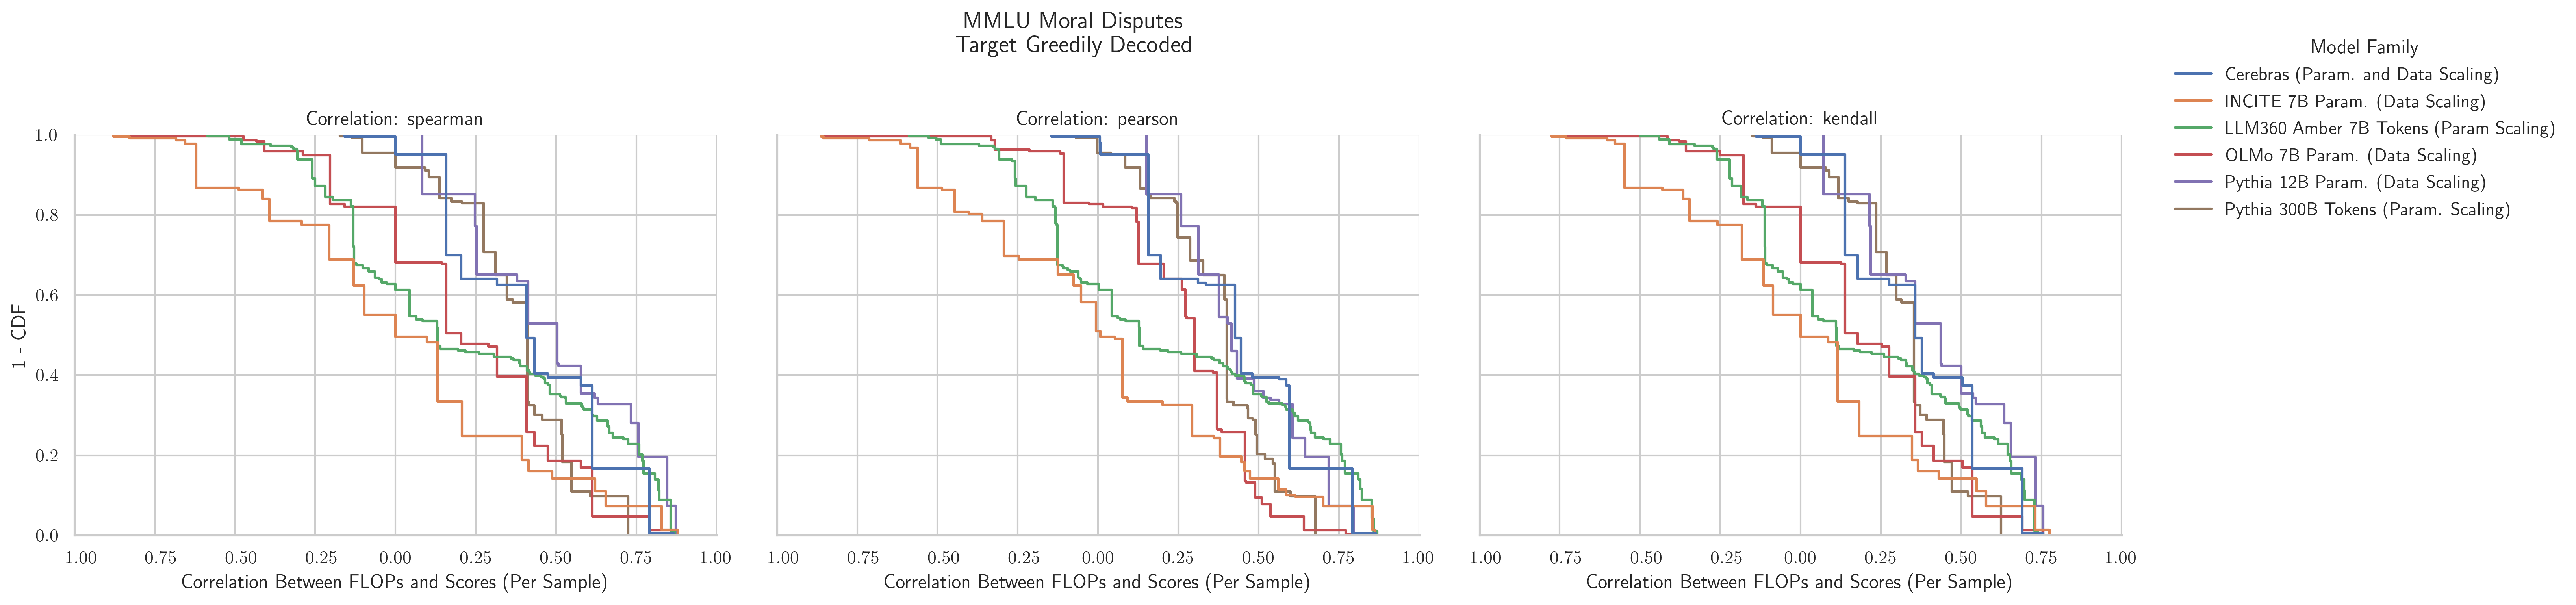 MMLU Moral Disputes
Target Greedily Decoded
Correlation: spearman
1 - CDF
1.0
0.8
0.6
0.4
0.2
0.0
−1.00 −0.75 −0.50 −0.25 0.00 0.25 0.50 0.75 1.00
Correlation Between FLOPs and Scores (Per Sample)
Correlation: pearson
−1.00 −0.75 −0.50 −0.25 0.00 0.25 0.50 0.75 1.00
Correlation Between FLOPs and Scores (Per Sample)
Correlation: kendall
−1.00 −0.75 −0.50 −0.25 0.00 0.25 0.50 0.75 1.00
Correlation Between FLOPs and Scores (Per Sample)
Model Family
Cerebras (Param. and Data Scaling)
INCITE 7B Param. (Data Scaling)
LLM360 Amber 7B Tokens (Param Scaling)
OLMo 7B Param. (Data Scaling)
Pythia 12B Param. (Data Scaling)
Pythia 300B Tokens (Param. Scaling)